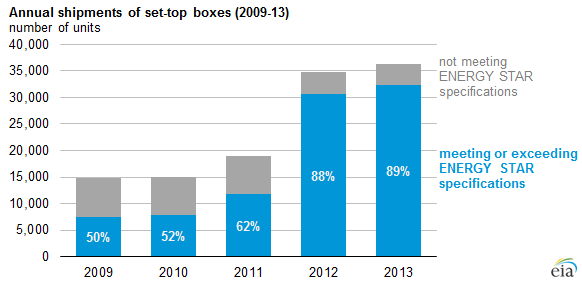 Annual shipments of set-top boxes (2009-13)
number of units
40,000
35,000
30,000
25,000
20,000
15,000
10,000
5,000
0
50%
52%
62%
88%
89%
2009 2010 2011 2012 2013
not meeting
ENERGY STAR
specifications
meeting or exceeding
ENERGY STAR
specifications
eia